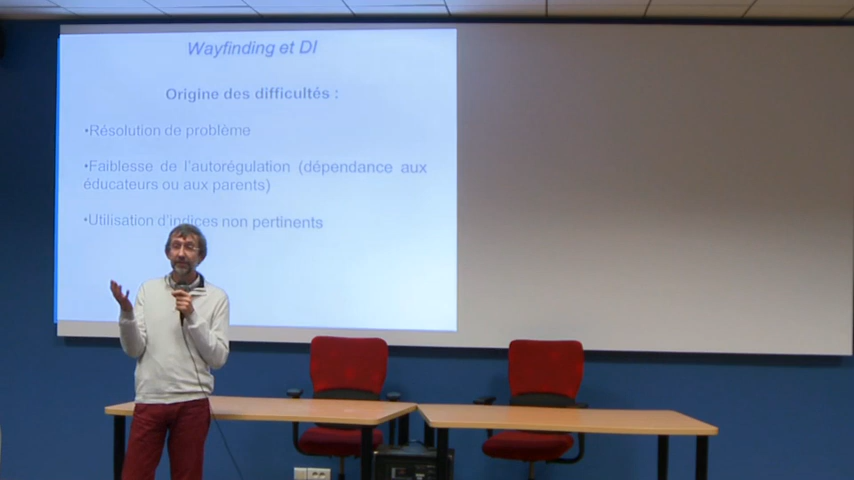 Wayfinding et DI
Origine des difficultés :
•Résolution de problème
•Faiblesse de l'autorégulation (dépendance aux
éducateurs ou aux parents)
•Utilisation d'indices non pertinents